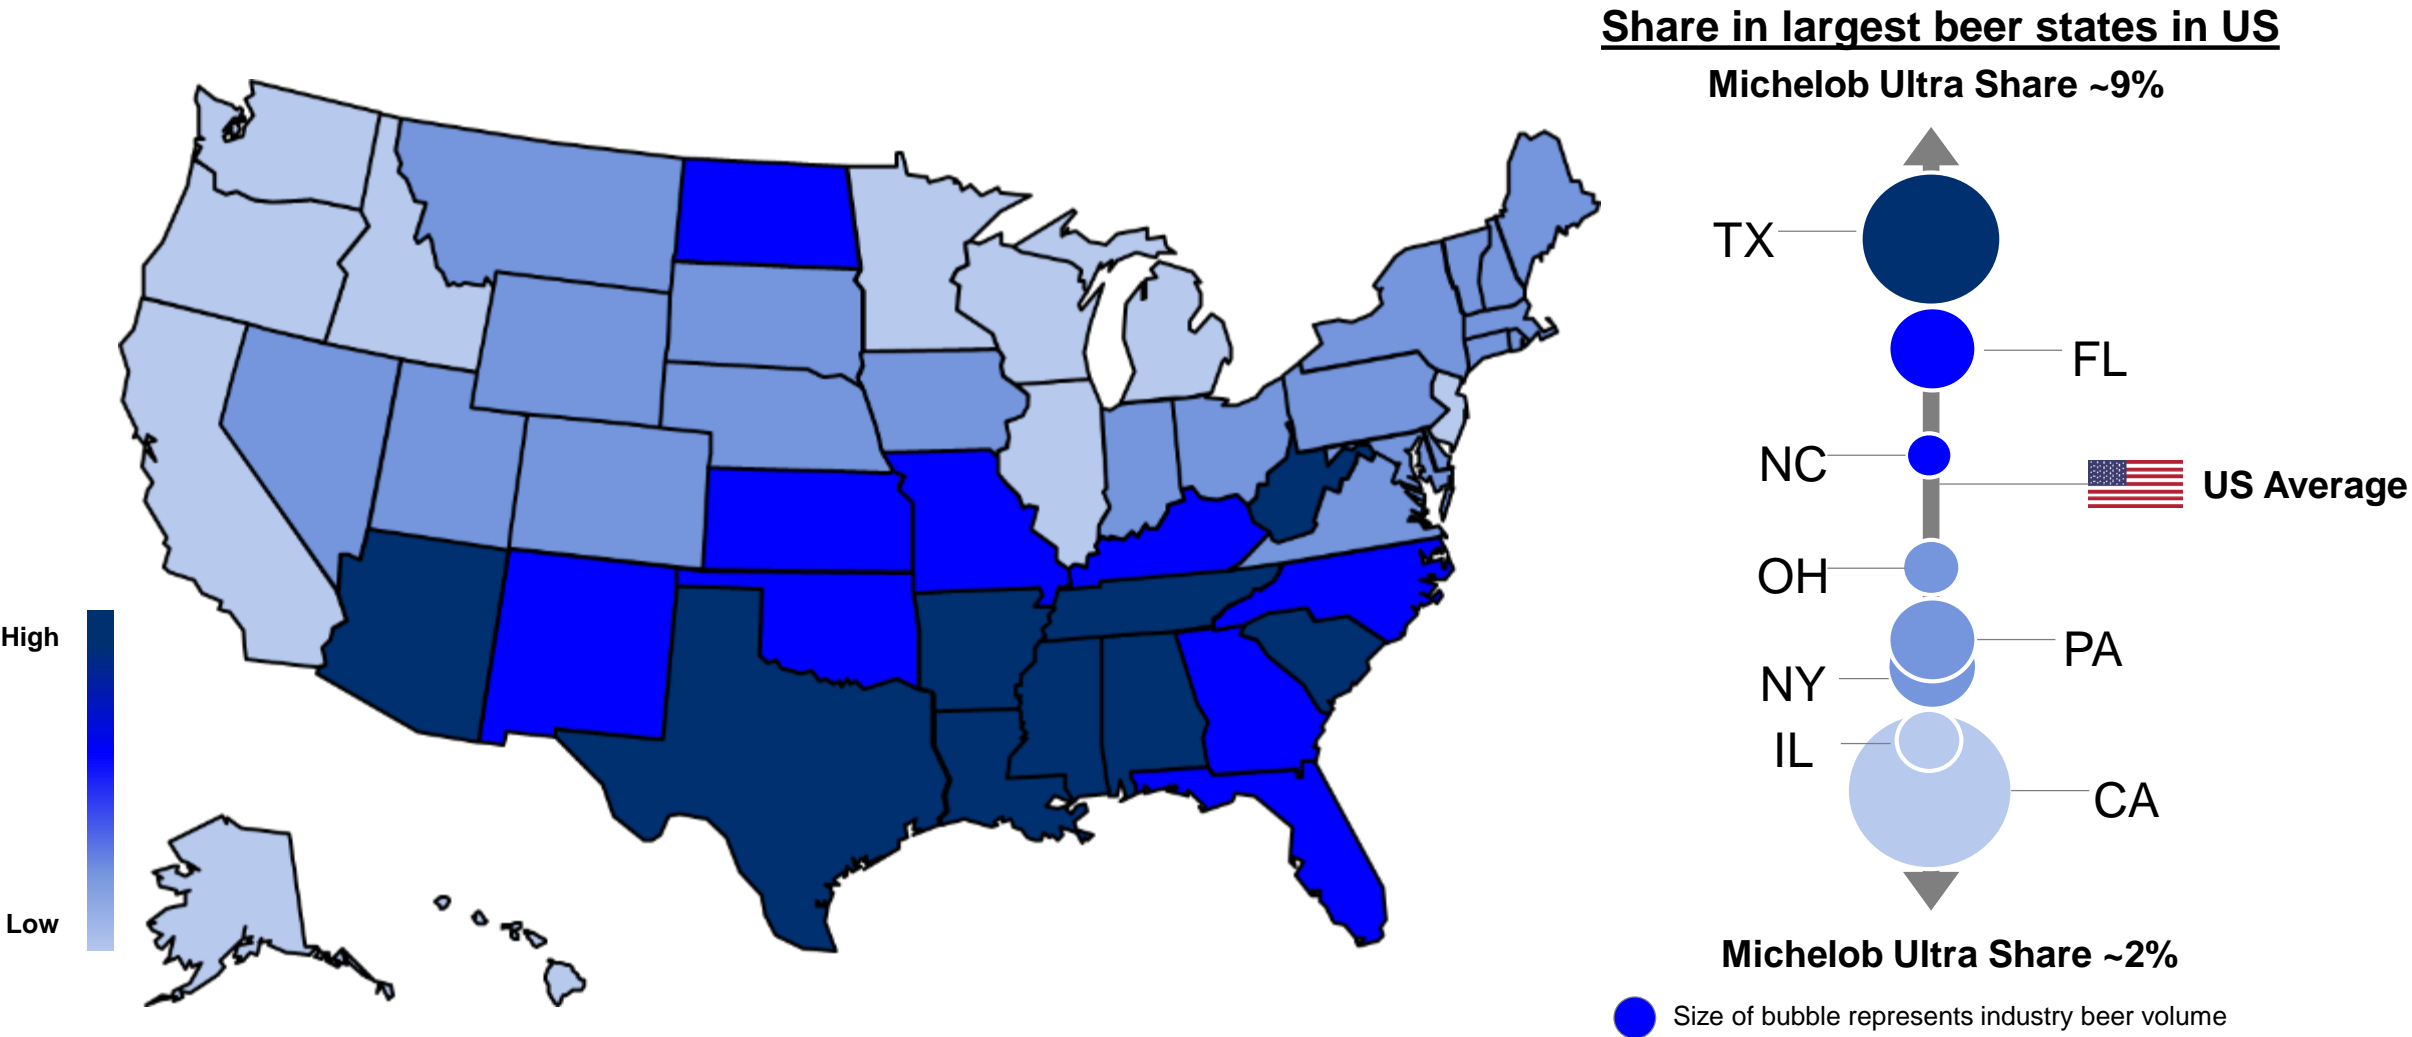 Share in largest beer states in US
Michelob Ultra Share ~9%
TX
FL
NC
US Average
OH
PA
NY
IL
CA
High
Low
Michelob Ultra Share ~2%
Size of bubble represents industry beer volume